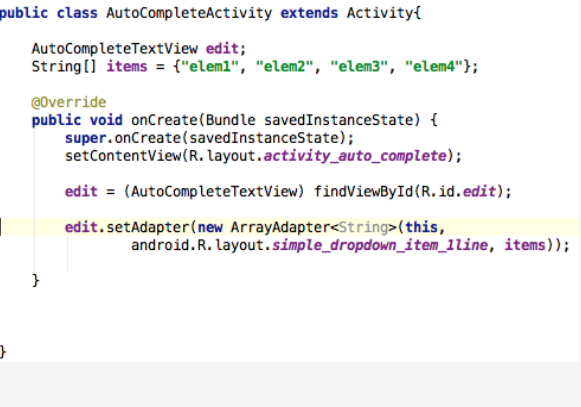 public class AutoCompleteActivity extends Activity{
AutoCompleteTextView edit;
String[] items = {"elem1", "elem2", "elem3", "elem4"};
@Override
public void onCreate(Bundle savedInstanceState) {
super.onCreate(savedInstanceState);
setContentView(R.layout.activity_auto_complete);
edit = (AutoCompleteTextView) findViewById(R.id.edit);
edit.setAdapter(new ArrayAdapter<String>(this,
android.R.layout.simple_dropdown_item_1line, items));
}
}